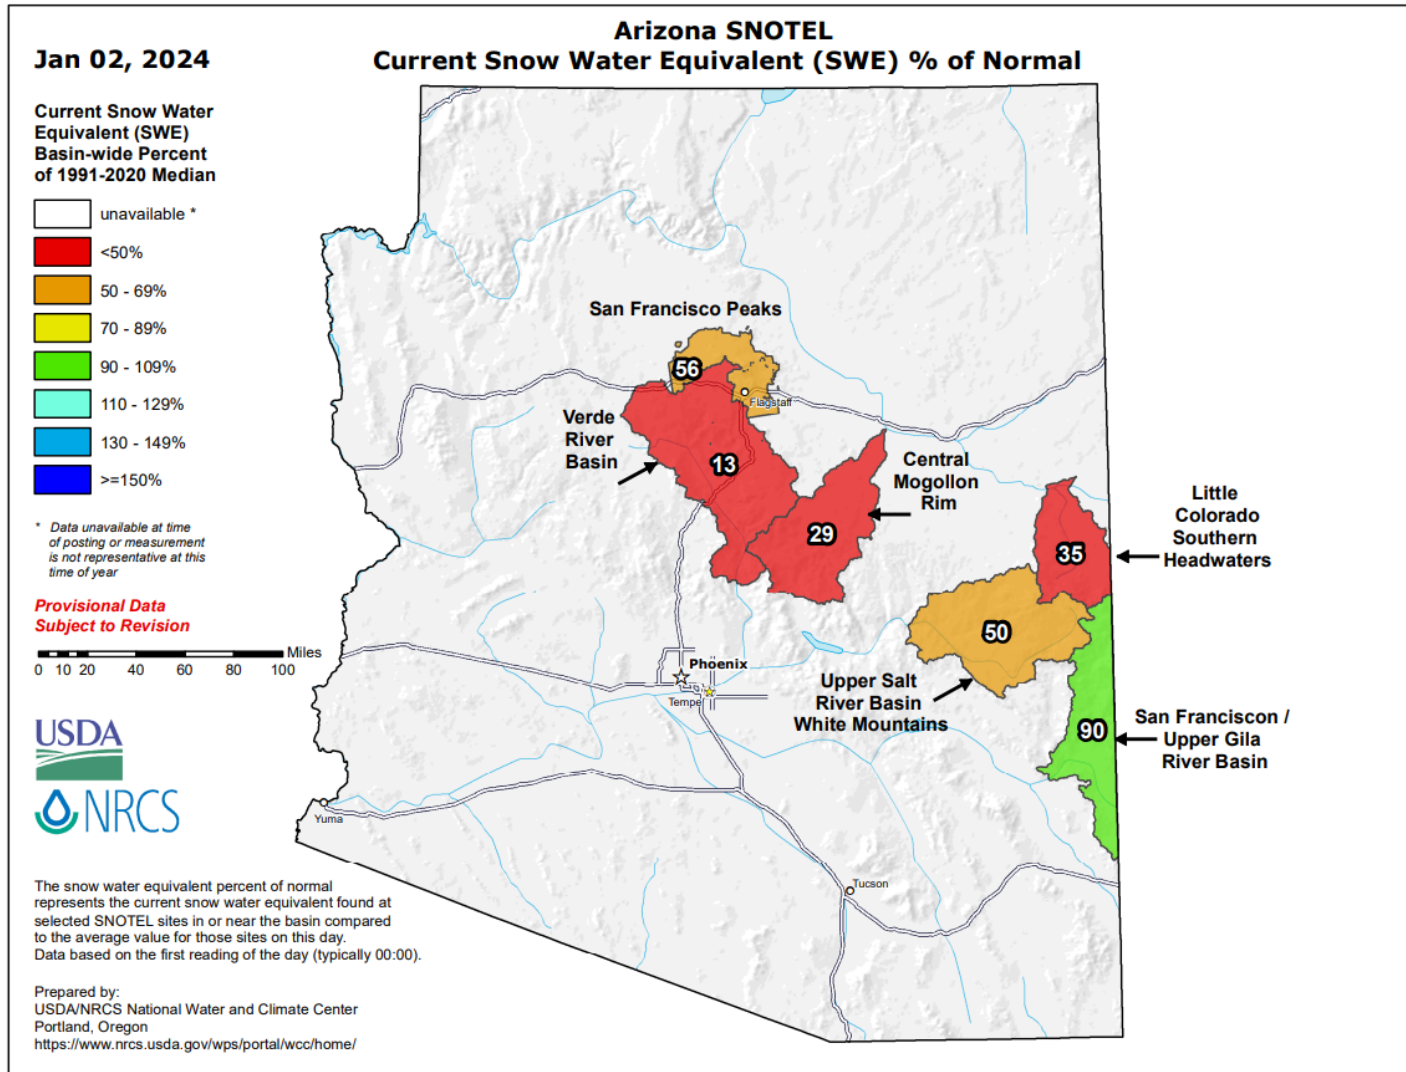 Arizona SNOTEL
Current Snow Water Equivalent (SWE) % of Normal
Jan 02, 2024
Current Snow Water
Equivalent (SWE)
Basin-wide Percent
of 1991-2020 Median
unavailable *
<50%
50 - 69%
70 - 89%
90 - 109%
110 - 129%
130 - 149%
>=150%
* Data unavailable at time
of posting or measurement
is not representative at this
time of year
Provisional Data
Subject to Revision
Miles
0 10 20 40 60 80 100
USDA
NRCS
The snow water equivalent percent of normal
represents the current snow water equivalent found at
selected SNOTEL sites in or near the basin compared
to the average value for those sites on this day.
Data based on the first reading of the day (typically 00:00).
Prepared by:
USDA/NRCS National Water and Climate Center
Portland, Oregon
https://www.nrcs.usda.gov/wps/portal/wcc/home/
San Francisco Peaks
56
Flagstaff
Verde
River
Basin
13
Central
Mogollon
Rim
29
Little
Colorado
Southern
Headwaters
35
50
Upper Salt
River Basin
White Mountains
San Franciscon /
Upper Gila
River Basin
90
Phoenix
Tempe
Yuma
Tucson